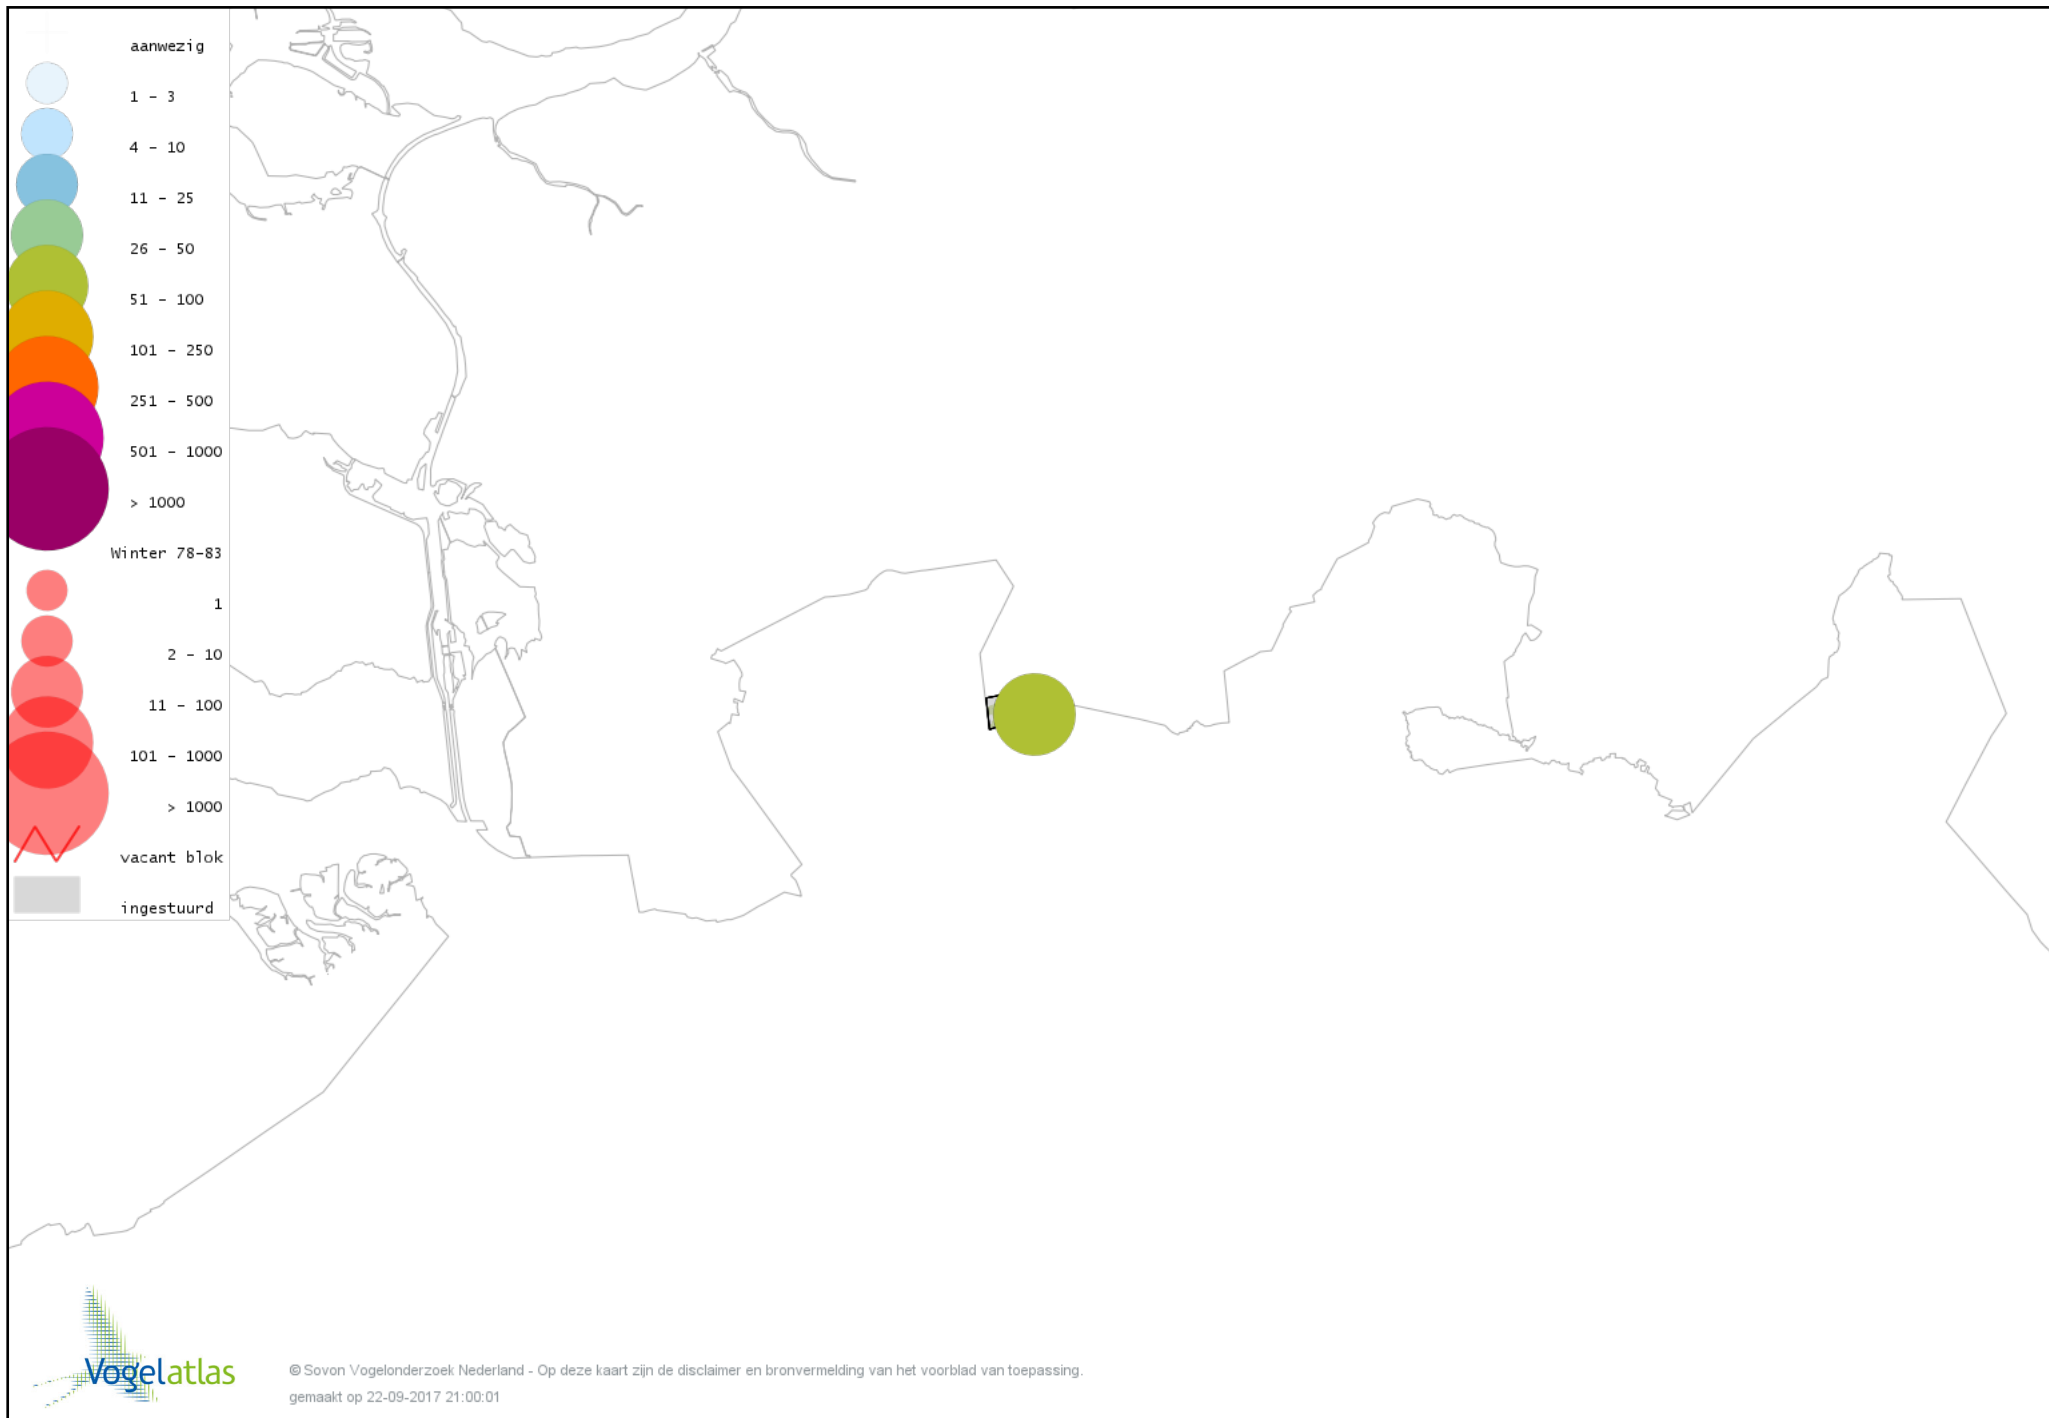 aanwezig
1 - 3
4 - 10
11 - 25
26 - 50
51 - 100
101 - 250
251 - 500
501 - 1000
> 1000
Winter 78-83
1
2 - 10
11 - 100
101 - 1000
> 1000
vacant blok
ingestuurd
Vogelatlas
© Sovon Vogelonderzoek Nederland - Op deze kaart zijn de disclaimer en bronvermelding van het voorblad van toepassing.
gemaakt op 22-09-2017 21:00:01